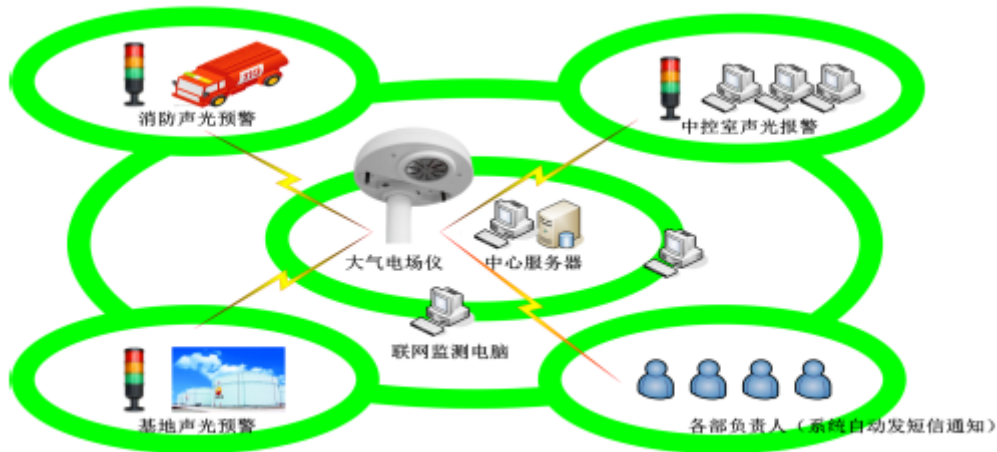 消防声光预警
中控室声光报警
大气电场仪
中心服务器
联网监测电脑
基地声光预警
各部负责人（系统自动发短信通知）